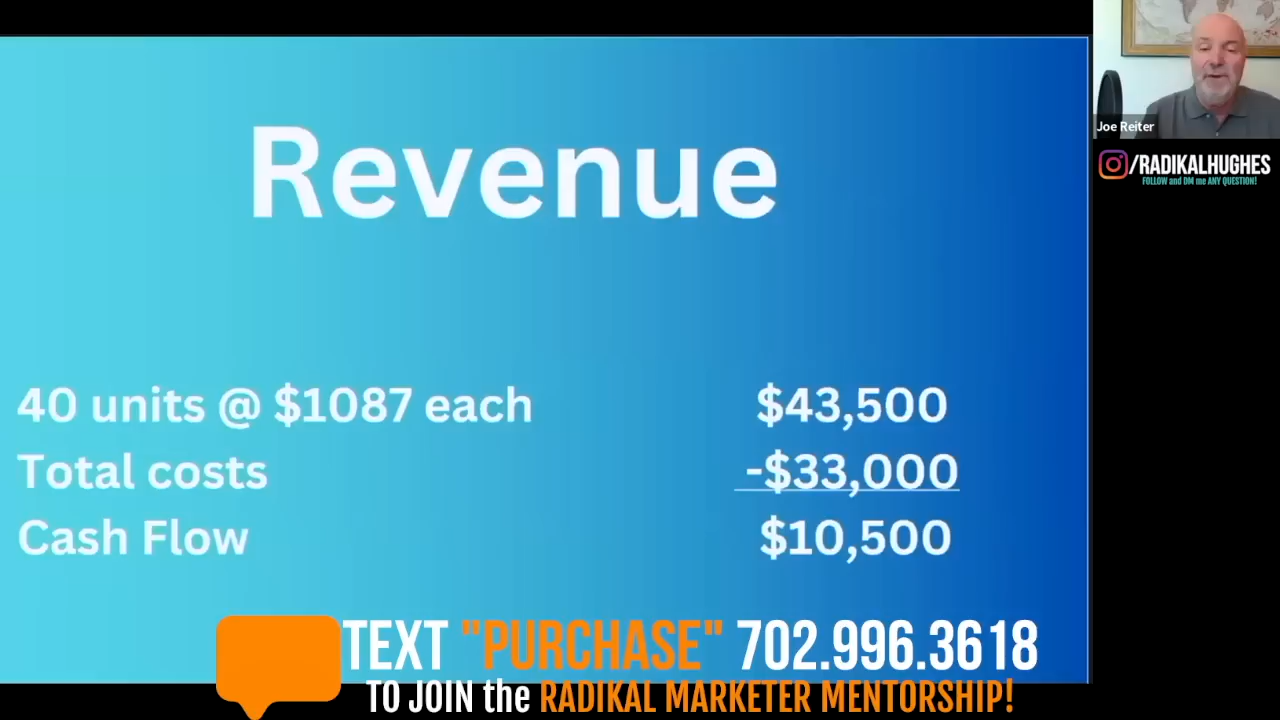 Revenue
40 units @ $1087 each $43,500
Total costs -$33,000
Cash Flow $10,500
Joe Reiter
/RADIKALHUGHES
FOLLOW and DM me ANY QUESTION!
TEXT "PURCHASE" 702.996.3618
TO JOIN the RADIKAL MARKETER MENTORSHIP!